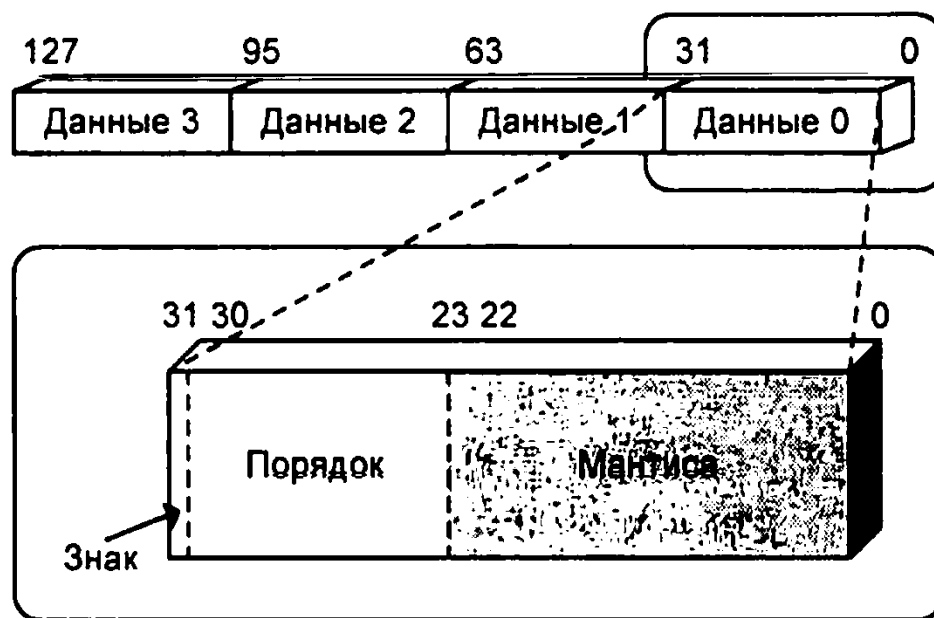 127 95 63 31 0
Данные 3 Данные 2 Данные 1 Данные 0
31 30 23 22 0
Порядок Мантиса
Знак